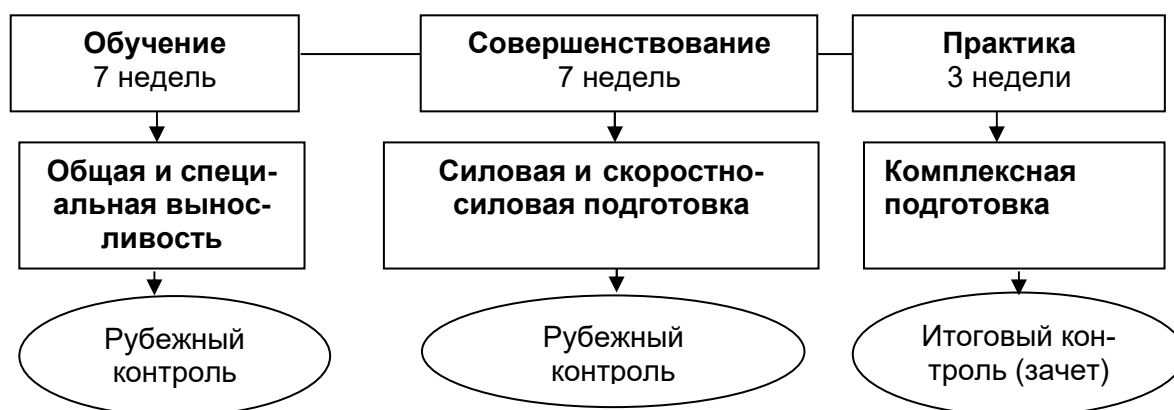 Обучение
7 недель
Совершенствование
7 недель
Практика
3 недели
Общая и специ-
альная вынос-
ливость
Силовая и скоростно-
силовая подготовка
Комплексная
подготовка
Рубежный
контроль
Рубежный
контроль
Итоговый кон-
троль (зачет)